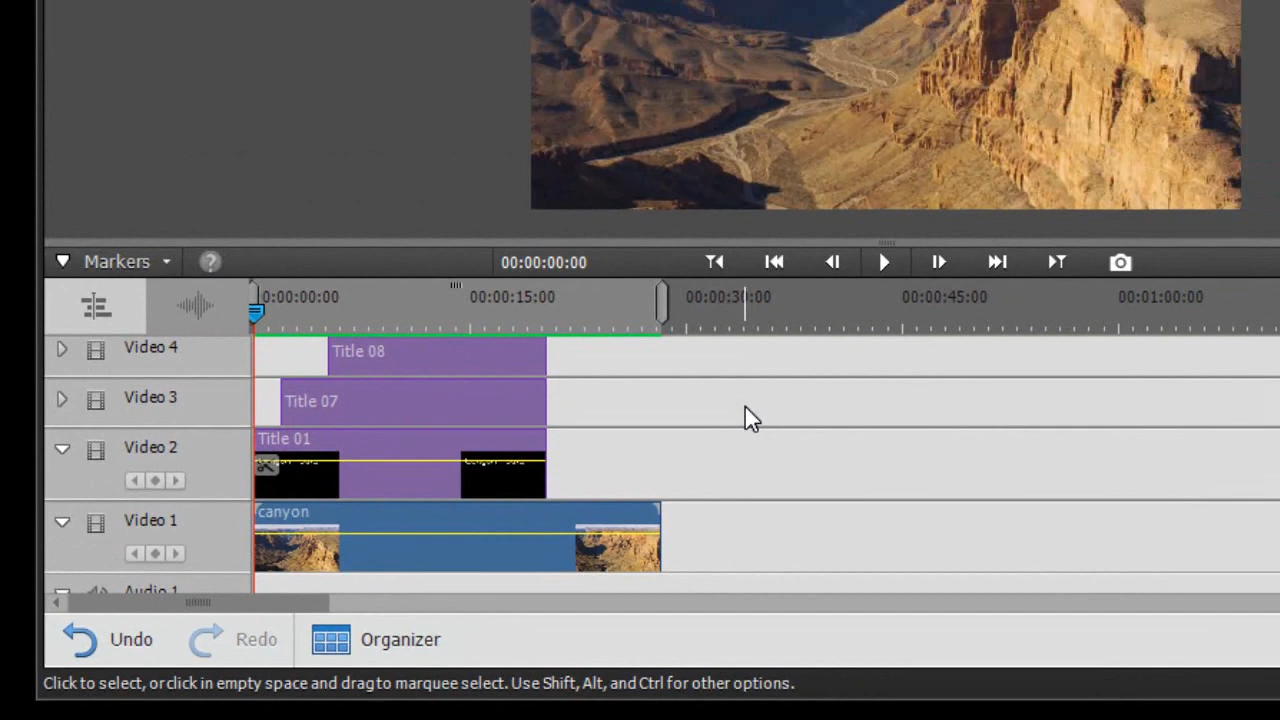 Markers
?
00:00:00:00
0:00:00:00
00:00:15:00
00:00:30:00
00:00:45:00
00:01:00:00
Video 4
Title 08
Video 3
Title 07
Video 2
Title 01
Video 1
canyon
Audio 1
Undo
Redo
Organizer
Click to select, or click in empty space and drag to marquee select. Use Shift, Alt, and Ctrl for other options.